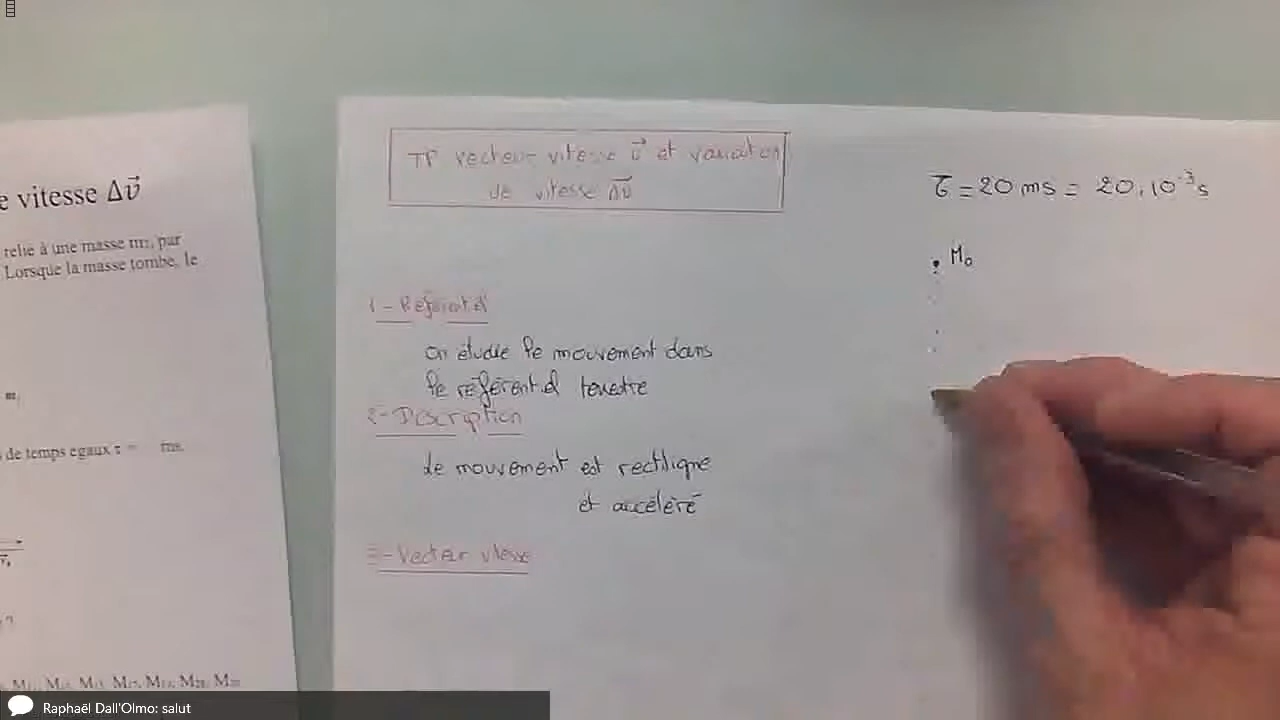 e vitesse Δv⃗
relié à une masse m₂, par
Lorsque la masse tombe, le
de temps egaux τ = ms.
TP vecteur vitesse v⃗ et variation
de vitesse Δv⃗
1 - Référentiel
on étudie le mouvement dans
le référentiel terrestre
2 - Description
Le mouvement est rectiligne
et accéléré
3 - Vecteur vitesse
τ = 20 ms = 20.10⁻³ s
M₀
Raphaël Dall'Olmo: salut